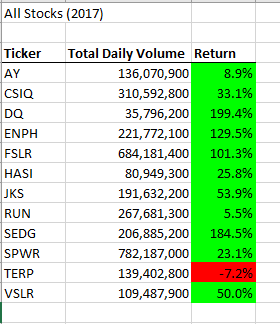 All Stocks (2017)
Ticker Total Daily Volume Return
AY 136,070,900 8.9%
CSIQ 310,592,800 33.1%
DQ 35,796,200 199.4%
ENPH 221,772,100 129.5%
FSLR 684,181,400 101.3%
HASI 80,949,300 25.8%
JKS 191,632,200 53.9%
RUN 267,681,300 5.5%
SEDG 206,885,200 184.5%
SPWR 782,187,000 23.1%
TERP 139,402,800 -7.2%
VSLR 109,487,900 50.0%